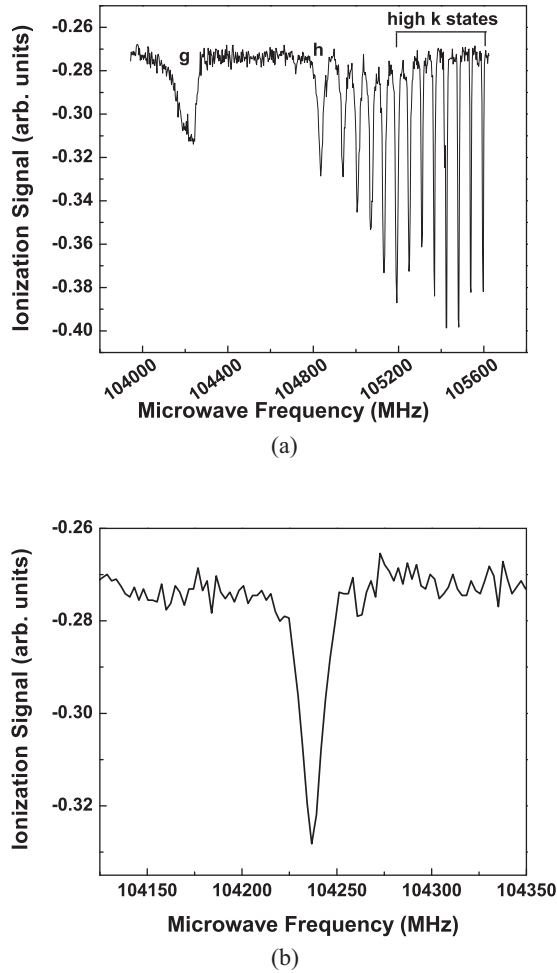 high k states
g
h
Ionization Signal (arb. units)
-0.26
-0.28
-0.30
-0.32
-0.34
-0.36
-0.38
-0.40
104000
104400
104800
105200
105600
Microwave Frequency (MHz)
(a)
Ionization Signal (arb. units)
-0.26
-0.28
-0.30
-0.32
104150
104200
104250
104300
104350
Microwave Frequency (MHz)
(b)